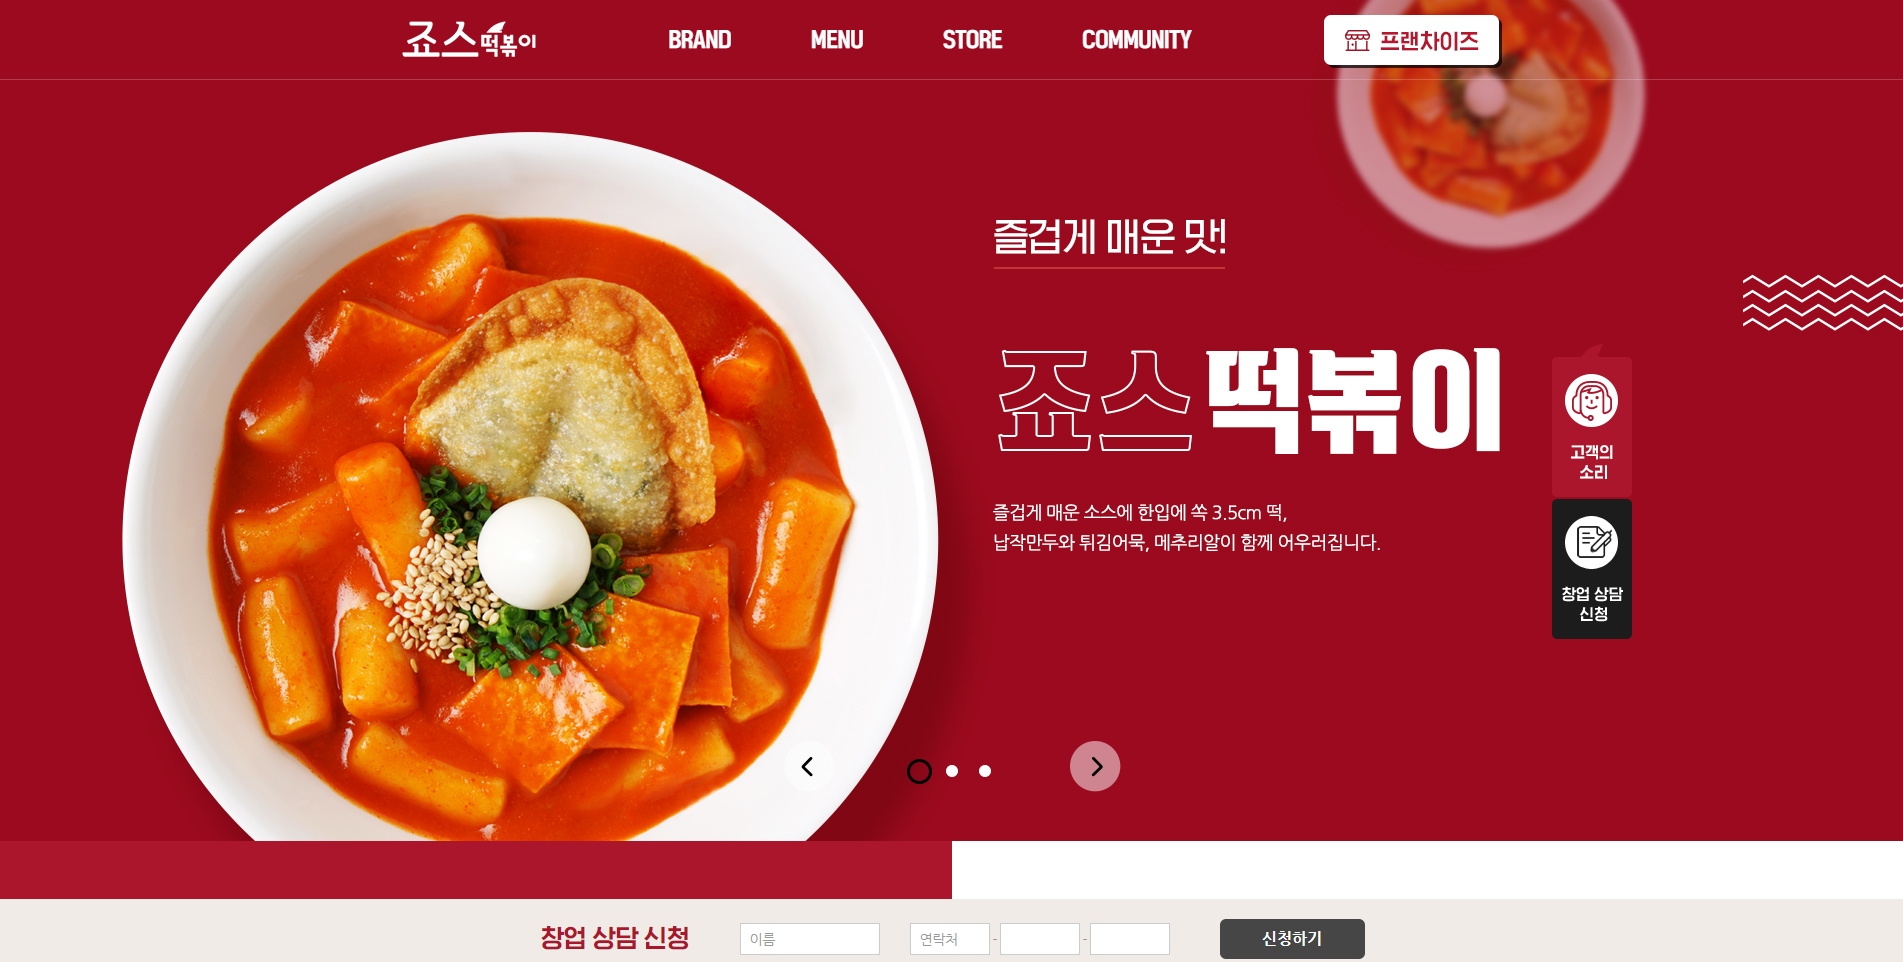 죠스떡볶이
BRAND
MENU
STORE
COMMUNITY
프랜차이즈
즐겁게 매운 맛!
죠스떡볶이
즐겁게 매운 소스에 한입에 쏙 3.5cm 떡,
납작만두와 튀김어묵, 메추리알이 함께 어우러집니다.
고객의
소리
창업 상담
신청
창업 상담 신청
이름
연락처
-
-
신청하기